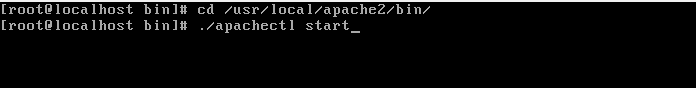 [root@localhost bin]# cd /usr/local/apache2/bin/
[root@localhost bin]# ./apachectl start_